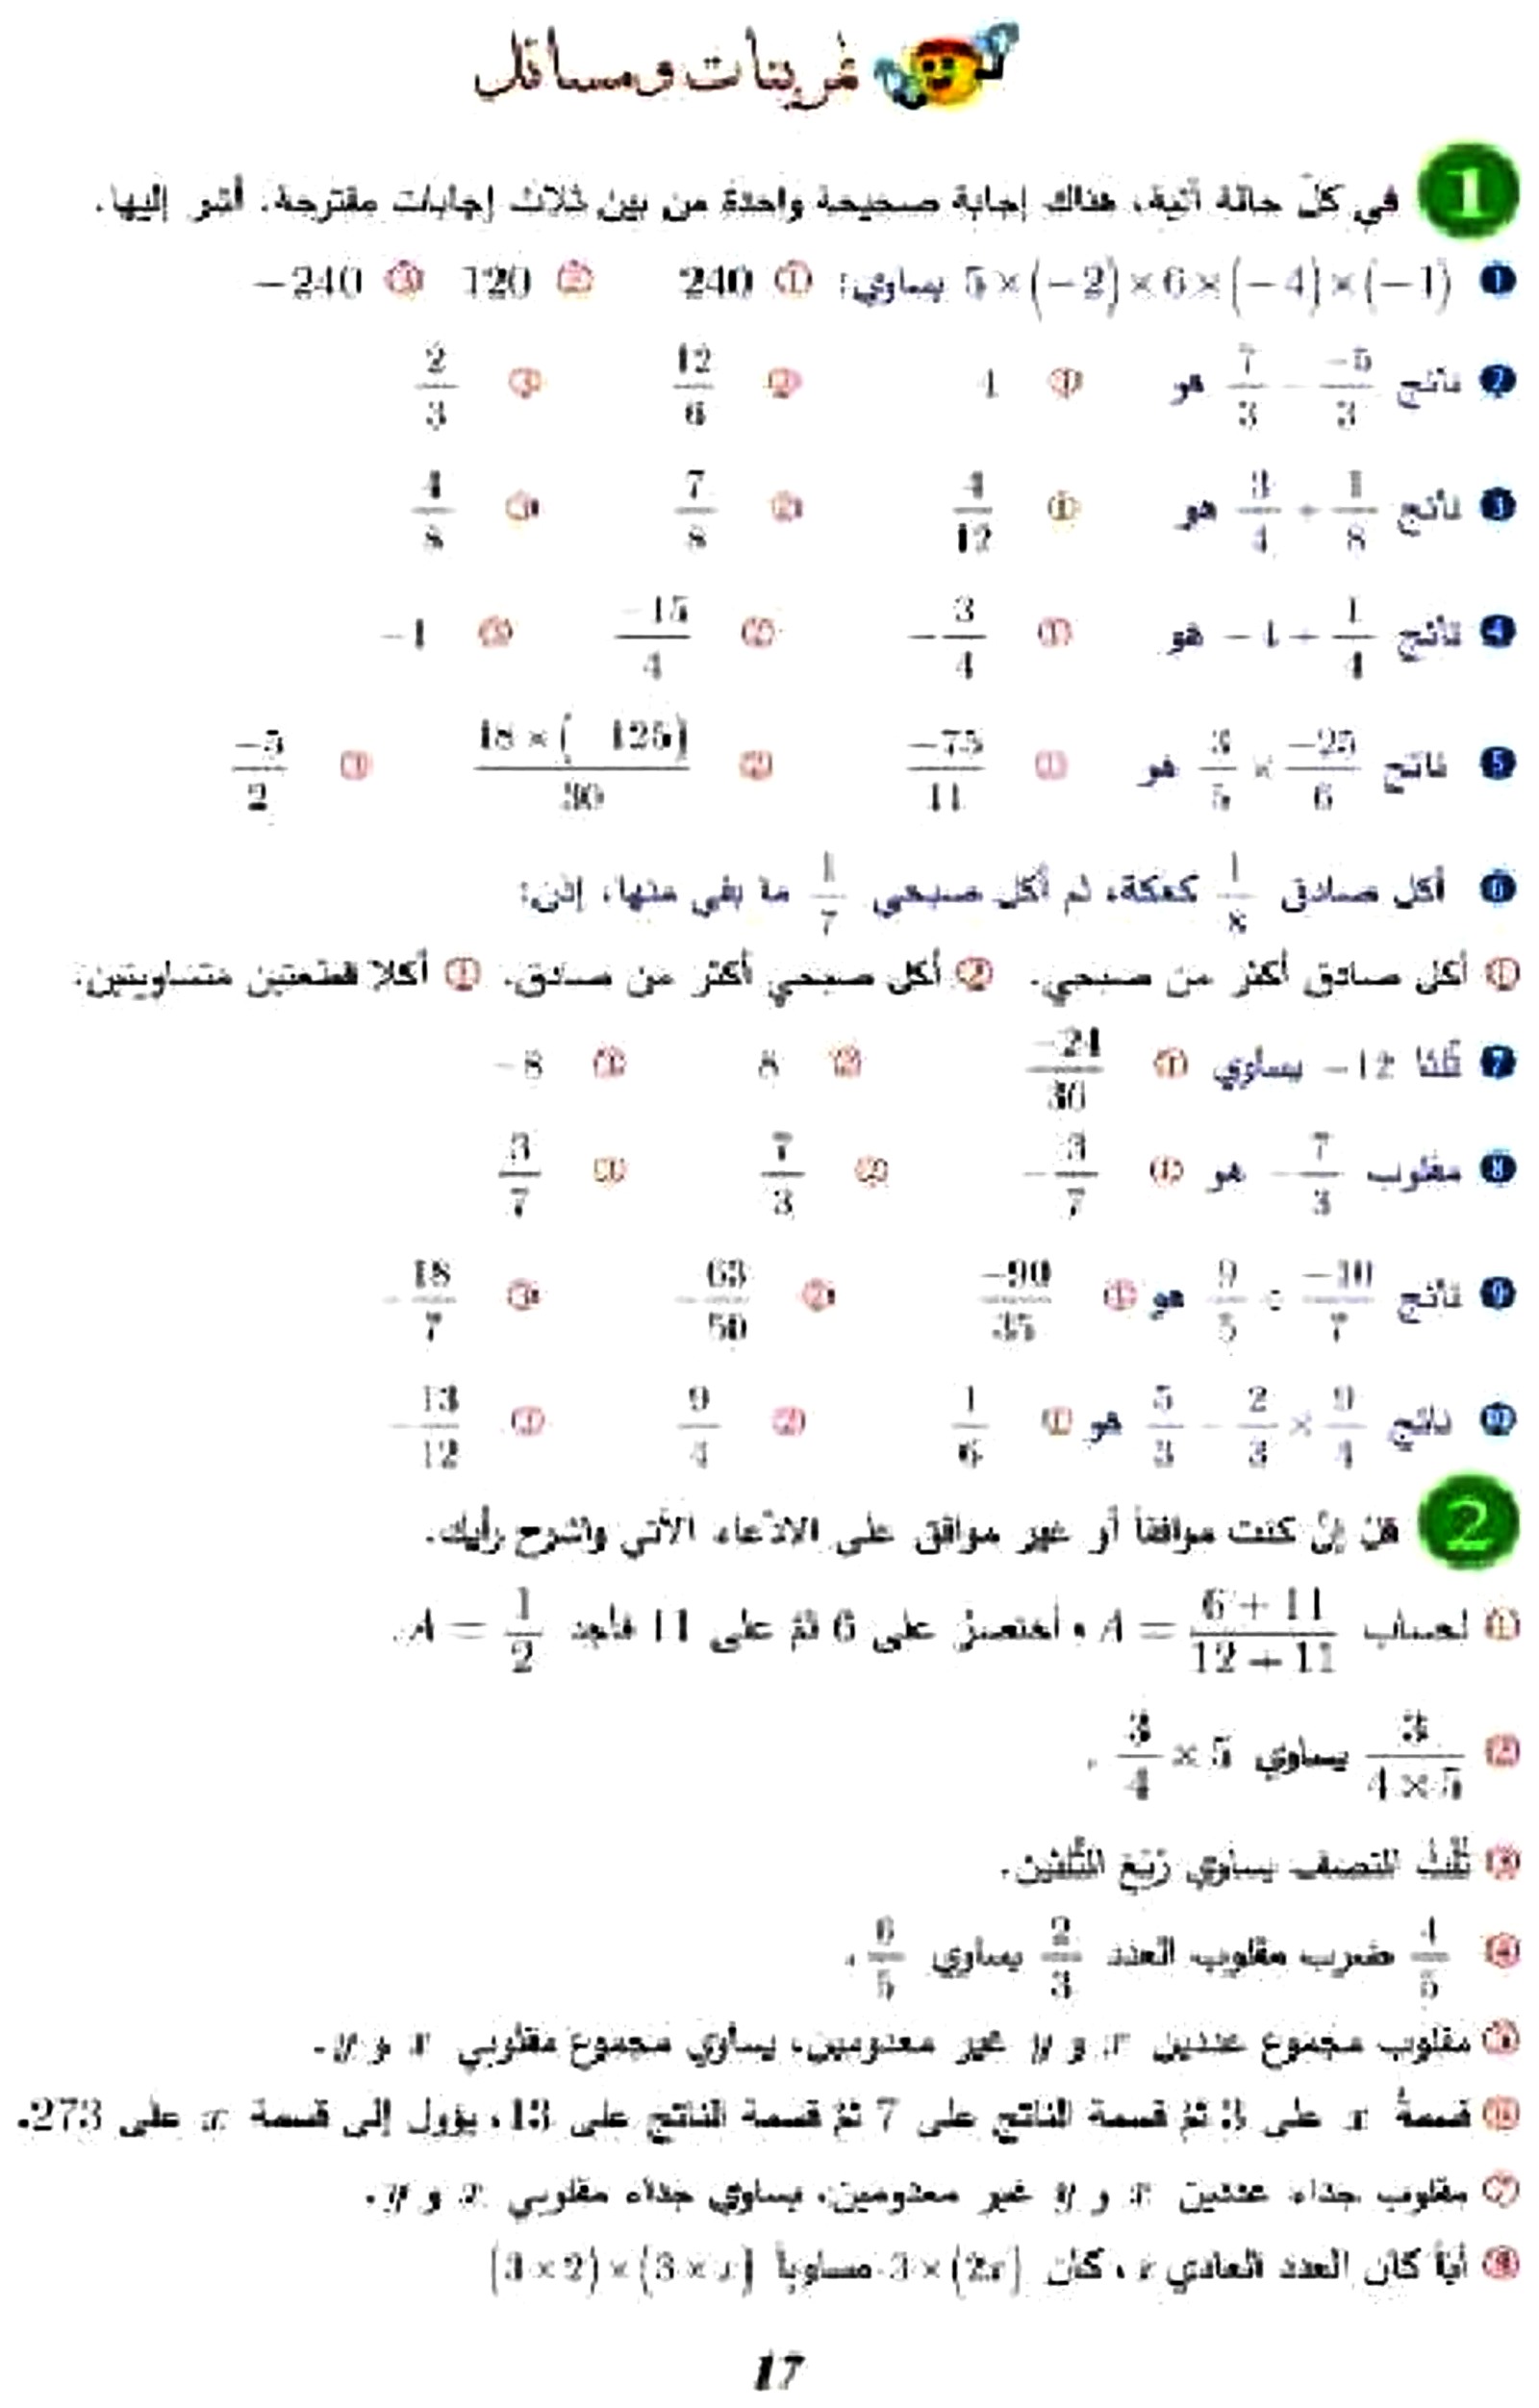 تمرينات ومسائل
1 في كلّ حالة آتية، هناك إجابة صحيحة واحدة من بين ثلاث إجابات مقترحة. أشر إليها.
1 5×(−2)×6×(−4)×(−1) يساوي: 1 240 2 120 3 −240
2 ناتج −5/3 − 7/3 هو 1 4 2 12/6 3 2/3
3 ناتج 1/8 + 3/4 هو 1 4/12 2 7/8 3 4/8
4 ناتج −4 + 1/4 هو 1 −3/4 2 −15/4 3 −1
5 ناتج 3/5 × −25/6 هو 1 −75/11 2 18×(−125)/30 3 −5/2
6 أكل صادق 1/8 كعكة، ثم أكل صبحي 1/7 ما بقي منها، إذن:
1 أكل صادق أكثر من صبحي. 2 أكل صبحي أكثر من صادق. 3 أكلا قطعتين متساويتين.
7 ثلثا −12 يساوي 1 −24/36 2 8 3 −8
8 مقلوب −7/3 هو 1 −3/7 2 7/3 3 3/7
9 ناتج −10/7 ÷ 9/5 هو 1 −90/35 2 −63/50 3 −18/7
10 ناتج 5/3 − 2/3 × 9/4 هو 1 1/6 2 9/4 3 −13/12
2 قل إن كنت موافقاً أو غير موافق على الادّعاء الآتي واشرح رأيك.
1 لحساب A = (6+11)/(12+11) ، أختصرُ على 6 ثمّ على 11 فأجد A = 1/2.
2 3/(4×5) يساوي 3/4 × 5 .
3 ثُلْثُ النصف يساوي رُبْعَ الثُّلثين.
4 4/5 ضرب مقلوب العدد 2/3 يساوي 6/5 .
5 مقلوب مجموع عددين x و y غير معدومين، يساوي مجموع مقلوبي x و y.
6 قسمةُ x على 3 ثمّ قسمة الناتج على 7 ثمّ قسمة الناتج على 13، يؤول إلى قسمة x على 273.
7 مقلوب جداء عددين x و y غير معدومين، يساوي جداء مقلوبي x و y.
8 أياً كان العدد العادي x ، كان 3×(2x) مساوياً (3×2)×(3×x)
17